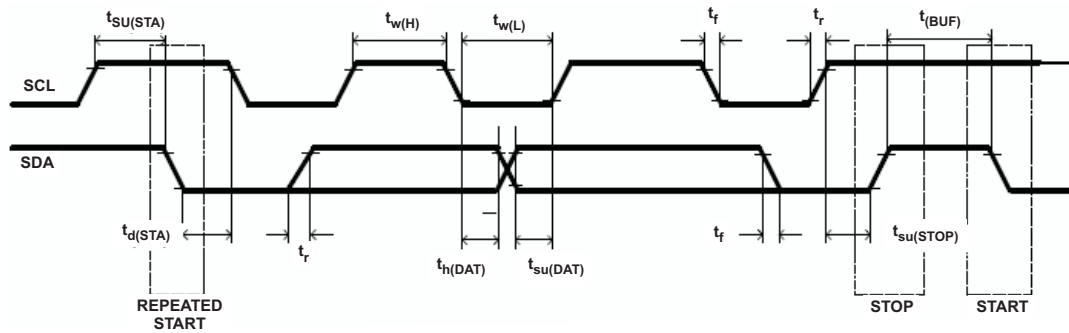 tSU(STA)
tw(H)
tw(L)
tf
tr
t(BUF)
SCL
SDA
td(STA)
tr
th(DAT)
tsu(DAT)
tf
tsu(STOP)
REPEATED
START
STOP
START